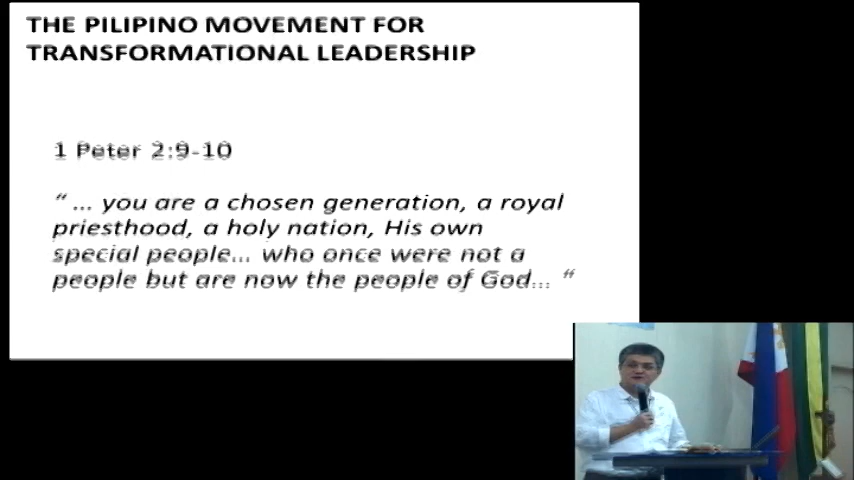 THE PILIPINO MOVEMENT FOR
TRANSFORMATIONAL LEADERSHIP
1 Peter 2:9-10
“ ... you are a chosen generation, a royal
priesthood, a holy nation, His own
special people... who once were not a
people but are now the people of God... “